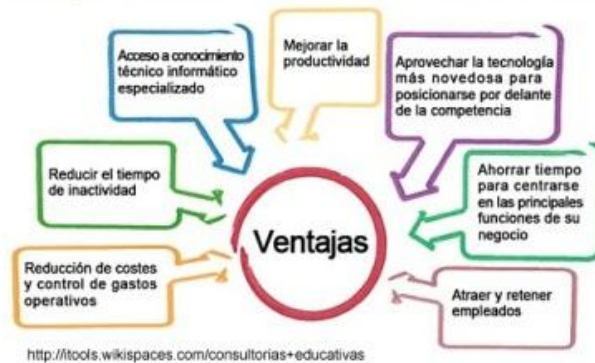 Acceso a conocimiento
técnico informático
especializado
Mejorar la
productividad
Aprovechar la tecnología
más novedosa para
posicionarse por delante
de la competencia
Reducir el tiempo
de inactividad
Ahorrar tiempo
para centrarse
en las principales
funciones de su
negocio
Ventajas
Reducción de costes
y control de gastos
operativos
Atraer y retener
empleados
http://itools.wikispaces.com/consultorias+educativas